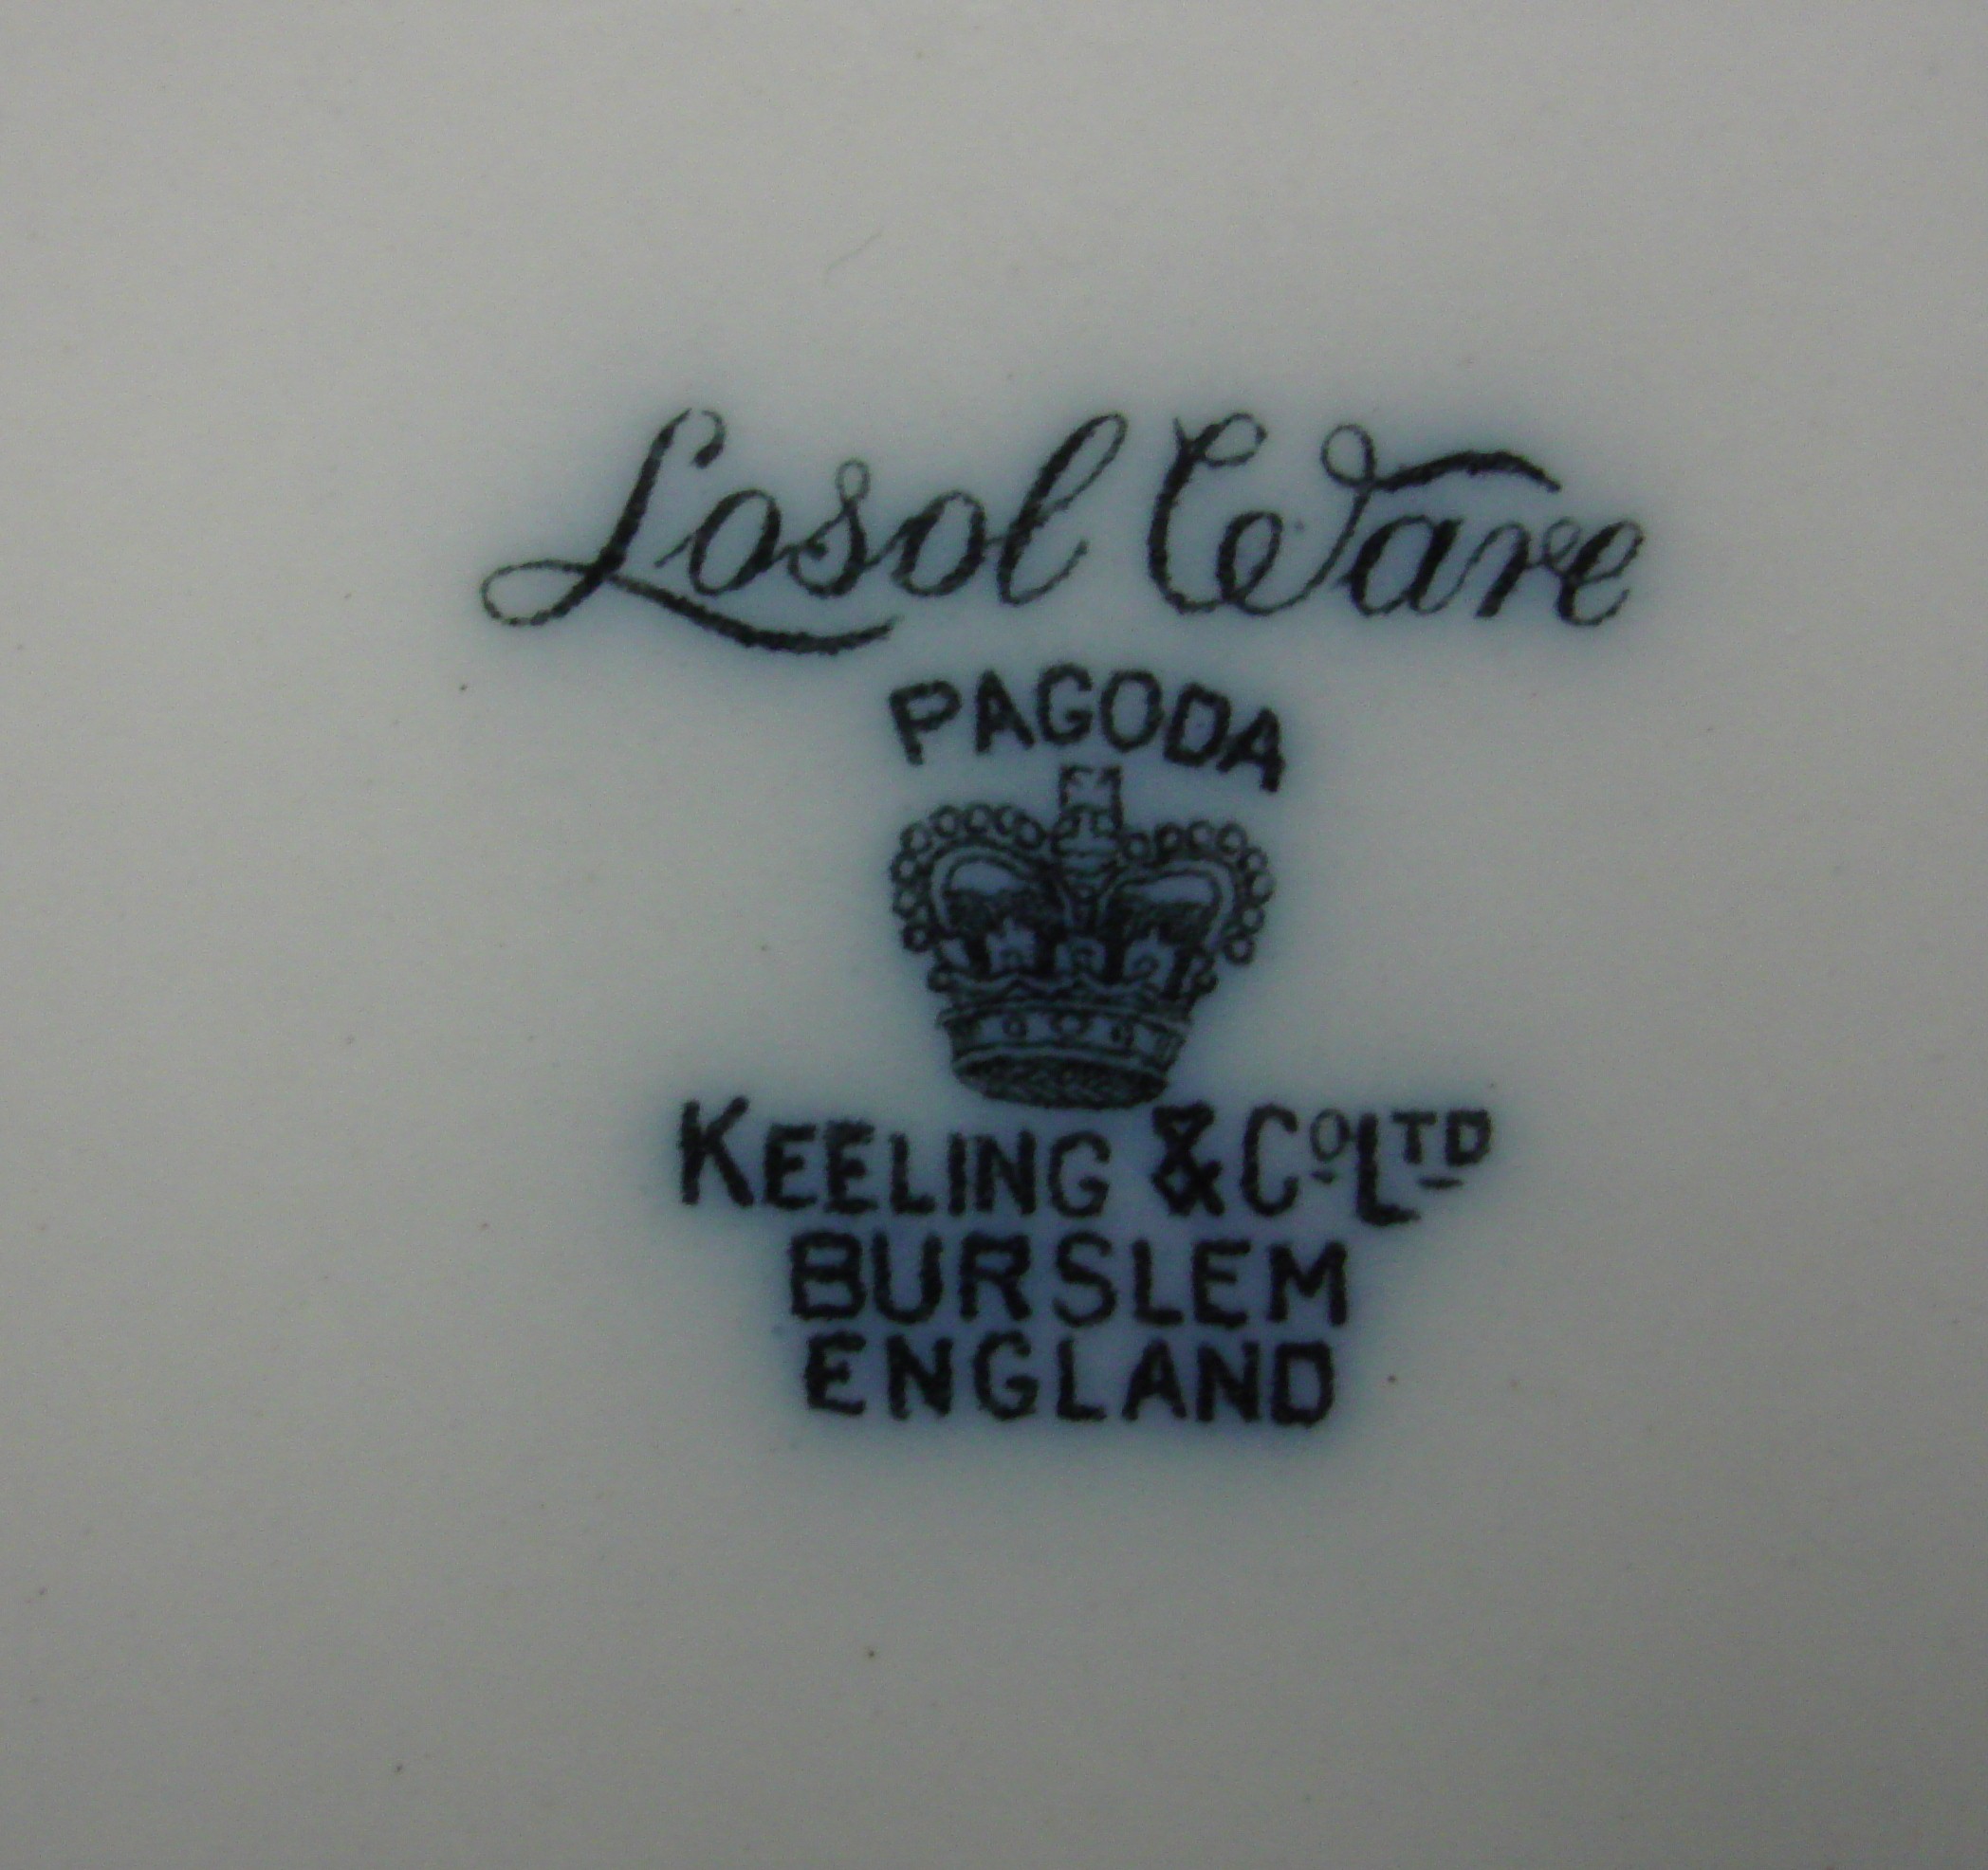 Losol Ware
PAGODA
KEELING & Co LTD
BURSLEM
ENGLAND